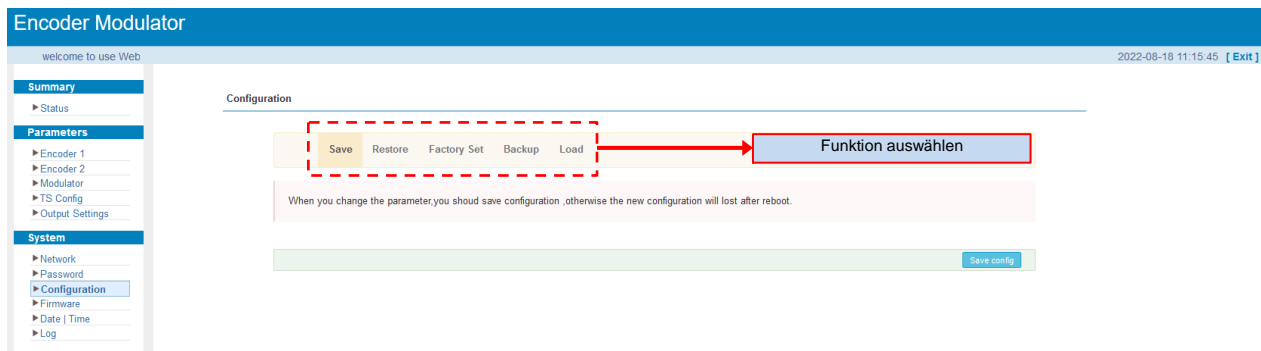 Encoder Modulator
welcome to use Web
2022-08-18 11:15:45 [ Exit ]
Summary
Status
Parameters
Encoder 1
Encoder 2
Modulator
TS Config
Output Settings
System
Network
Password
Configuration
Firmware
Date | Time
Log
Configuration
Save Restore Factory Set Backup Load
Funktion auswählen
When you change the parameter,you shoud save configuration ,otherwise the new configuration will lost after reboot.
Save config